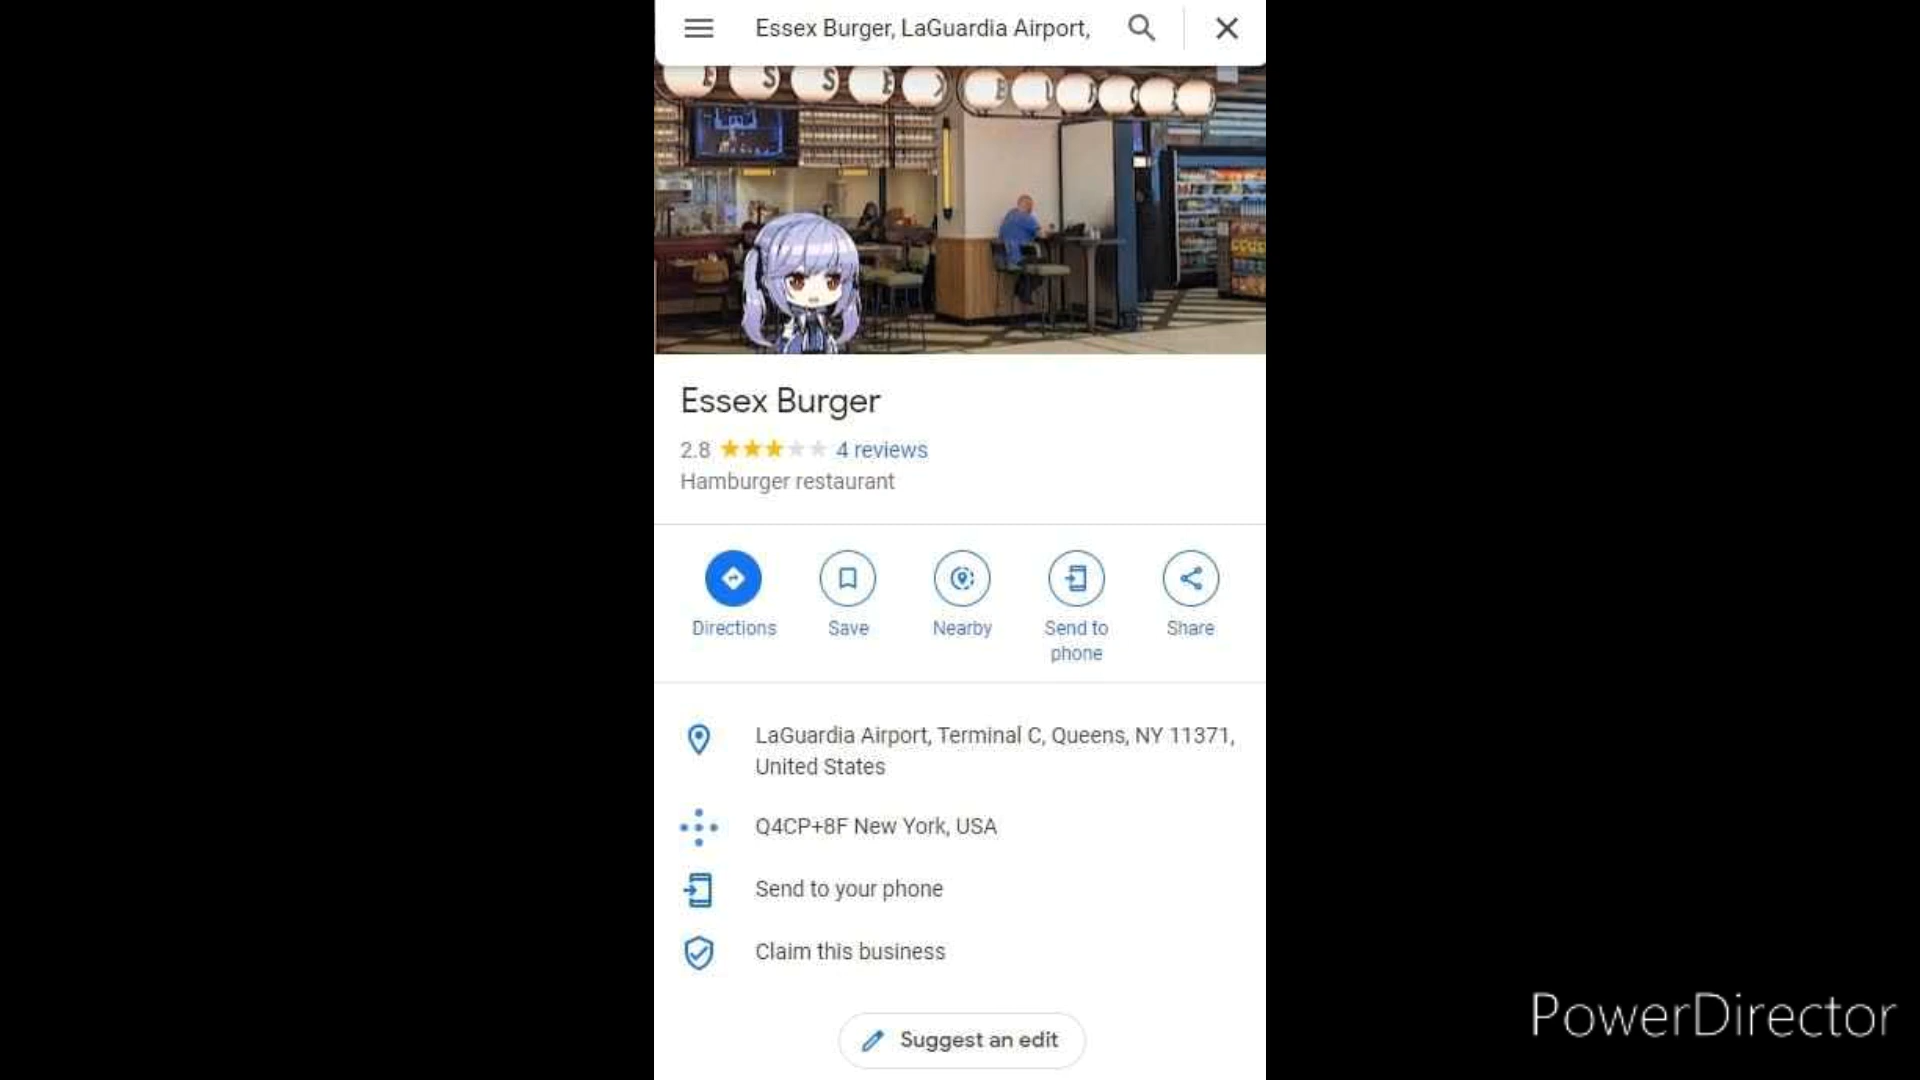 Essex Burger, LaGuardia Airport,
E S S E X B U
Essex Burger
2.8 4 reviews
Hamburger restaurant
Directions Save Nearby Send to phone Share
LaGuardia Airport, Terminal C, Queens, NY 11371,
United States
Q4CP+8F New York, USA
Send to your phone
Claim this business
Suggest an edit
PowerDirector